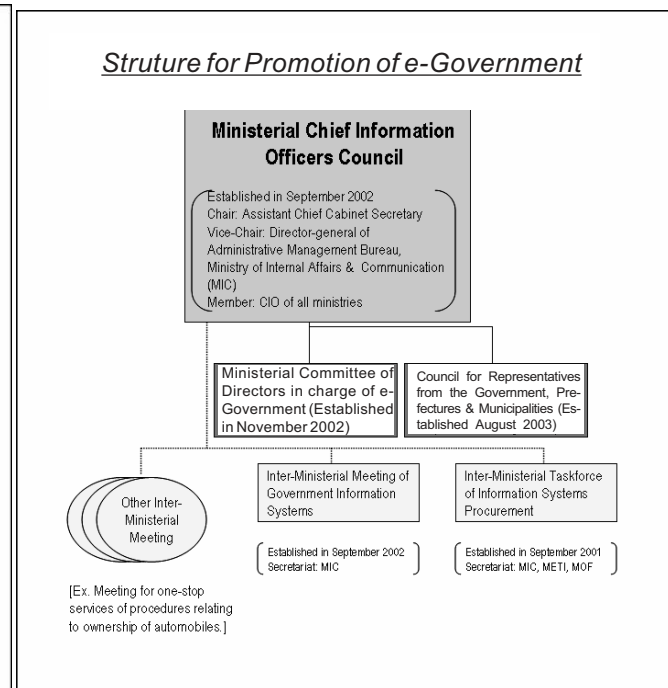 Struture for Promotion of e-Government
Ministerial Chief Information
Officers Council
Established in September 2002
Chair: Assistant Chief Cabinet Secretary
Vice-Chair: Director-general of
Administrative Management Bureau,
Ministry of Internal Affairs & Communication
(MIC)
Member: CIO of all ministries
Ministerial Committee of
Directors in charge of e-
Government (Established
in November 2002)
Council for Representatives
from the Government, Pre-
fectures & Municipalities (Es-
tablished August 2003)
Other Inter-
Ministerial
Meeting
[Ex. Meeting for one-stop
services of procedures relating
to ownership of automobiles.]
Inter-Ministerial Meeting of
Government Information
Systems
Established in September 2002
Secretariat: MIC
Inter-Ministerial Taskforce
of Information Systems
Procurement
Established in September 2001
Secretariat: MIC, METI, MOF